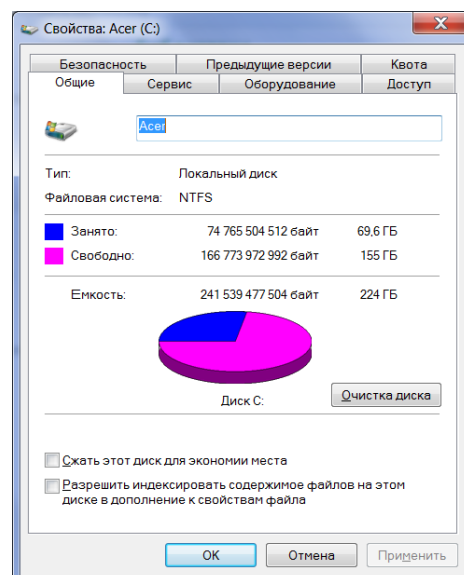 Свойства: Acer (C:)
Безопасность Предыдущие версии Квота
Общие Сервис Оборудование Доступ
Acer
Тип: Локальный диск
Файловая система: NTFS
Занято: 74 765 504 512 байт 69,6 ГБ
Свободно: 166 773 972 992 байт 155 ГБ
Емкость: 241 539 477 504 байт 224 ГБ
Диск C:
Очистка диска
Сжать этот диск для экономии места
Разрешить индексировать содержимое файлов на этом
диске в дополнение к свойствам файла
ОК Отмена Применить